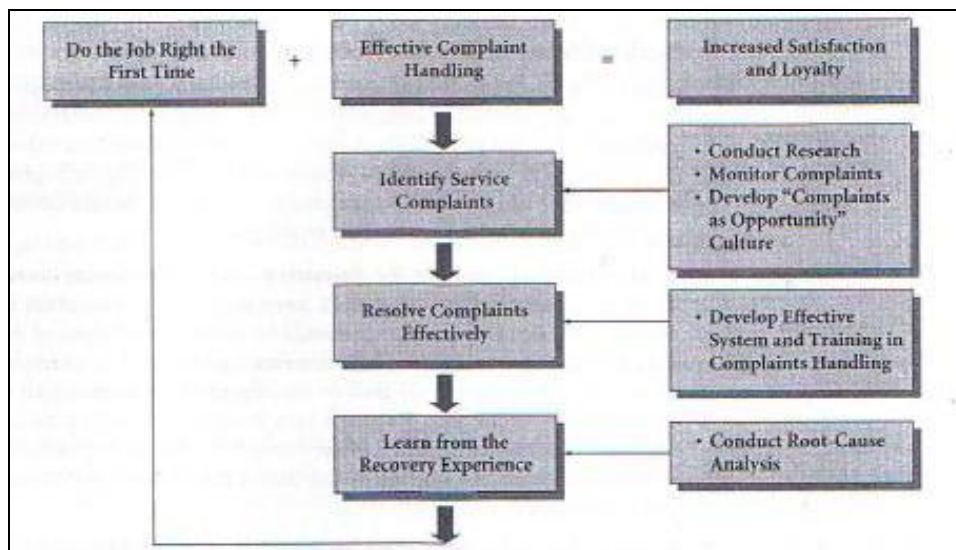 Do the Job Right the
First Time
+
Effective Complaint
Handling
=
Increased Satisfaction
and Loyalty
Identify Service
Complaints
• Conduct Research
• Monitor Complaints
• Develop "Complaints
as Opportunity"
Culture
Resolve Complaints
Effectively
• Develop Effective
System and Training in
Complaints Handling
Learn from the
Recovery Experience
• Conduct Root-Cause
Analysis